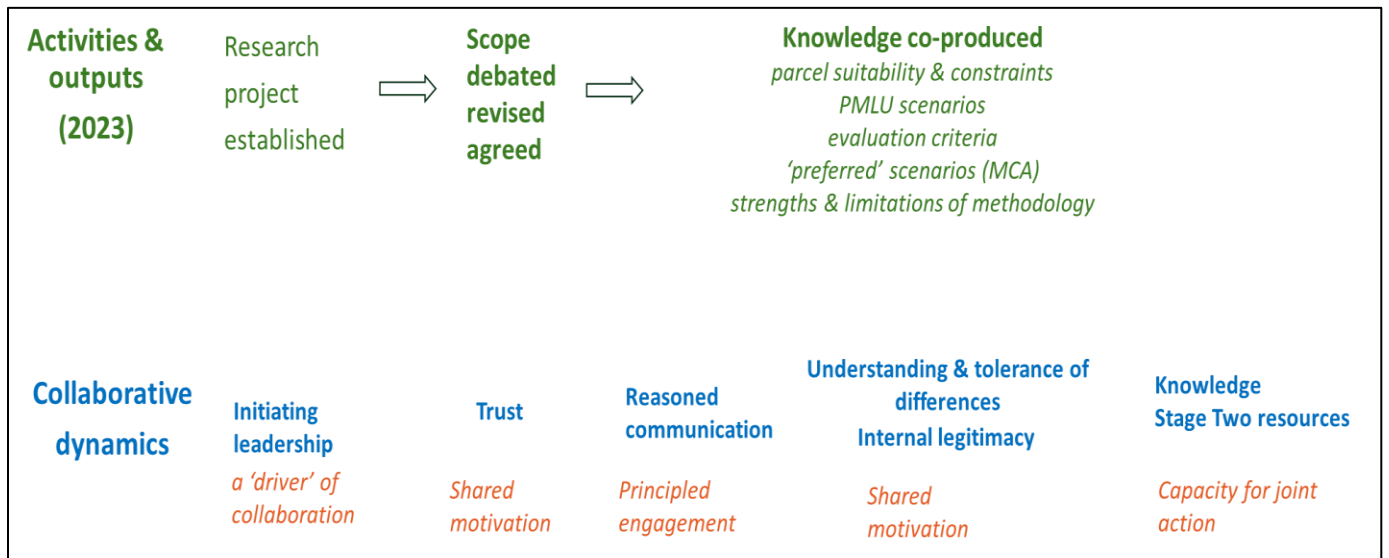 Activities &
outputs
(2023)
Research
project
established
Scope
debated
revised
agreed
Knowledge co-produced
parcel suitability & constraints
PMLU scenarios
evaluation criteria
‘preferred’ scenarios (MCA)
strengths & limitations of methodology
Collaborative
dynamics
Initiating
leadership
a ‘driver’ of
collaboration
Trust
Shared
motivation
Reasoned
communication
Principled
engagement
Understanding & tolerance of
differences
Internal legitimacy
Shared
motivation
Knowledge
Stage Two resources
Capacity for joint
action